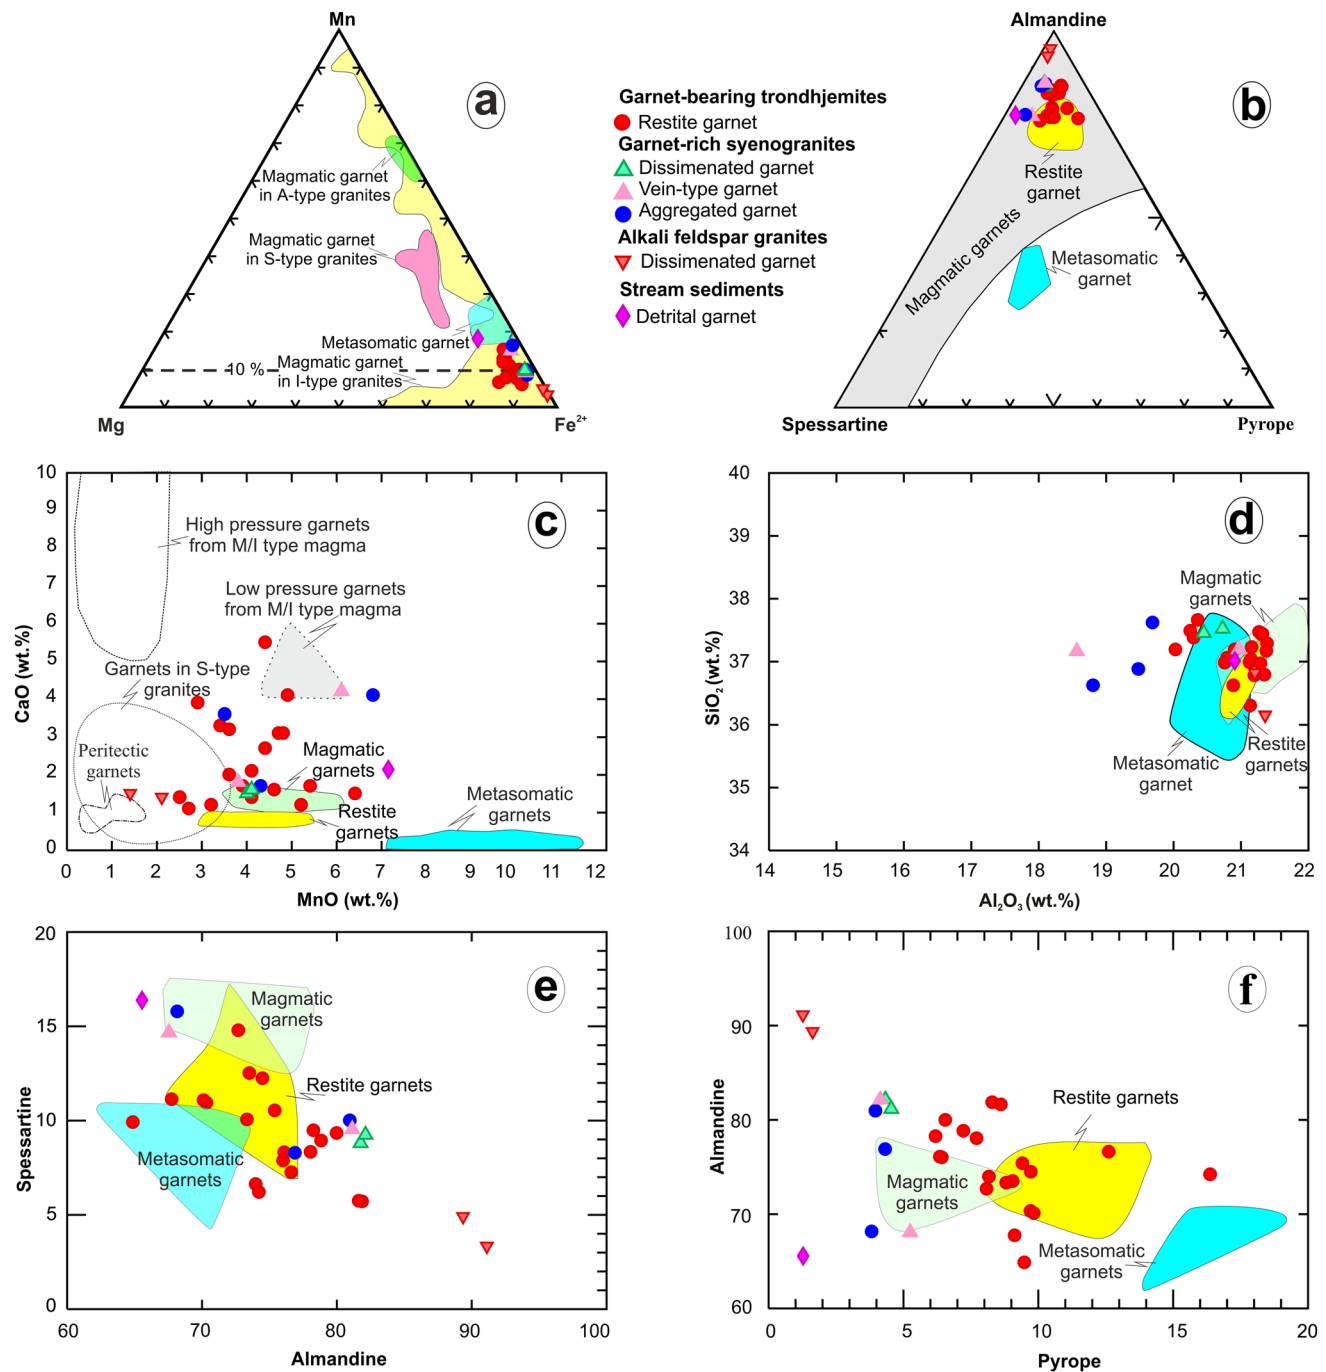 Mn
a
Magmatic garnet
in A-type granites
Magmatic garnet
in S-type granites
Metasomatic garnet
10 %
Magmatic garnet
in I-type granites
Mg
Fe2+
Garnet-bearing trondhjemites
Restite garnet
Garnet-rich syenogranites
Dissimenated garnet
Vein-type garnet
Aggregated garnet
Alkali feldspar granites
Dissimenated garnet
Stream sediments
Detrital garnet
Almandine
b
Restite
garnet
Magmatic garnets
Metasomatic
garnet
Spessartine
Pyrope
10
9
8
7
6
5
4
3
2
1
0
CaO (wt.%)
c
High pressure garnets
from M/I type magma
Low pressure garnets
from M/I type magma
Garnets in S-type
granites
Peritectic
garnets
Magmatic
garnets
Restite
garnets
Metasomatic
garnets
0 1 2 3 4 5 6 7 8 9 10 11 12
MnO (wt.%)
40
39
38
37
36
35
34
SiO2 (wt.%)
d
Magmatic
garnets
Metasomatic
garnet
Restite
garnets
14 15 16 17 18 19 20 21 22
Al2O3 (wt.%)
20
15
10
5
0
Spessartine
e
Magmatic
garnets
Restite garnets
Metasomatic
garnets
60 70 80 90 100
Almandine
100
90
80
70
60
Almandine
f
Restite garnets
Magmatic
garnets
Metasomatic
garnets
0 5 10 15 20
Pyrope